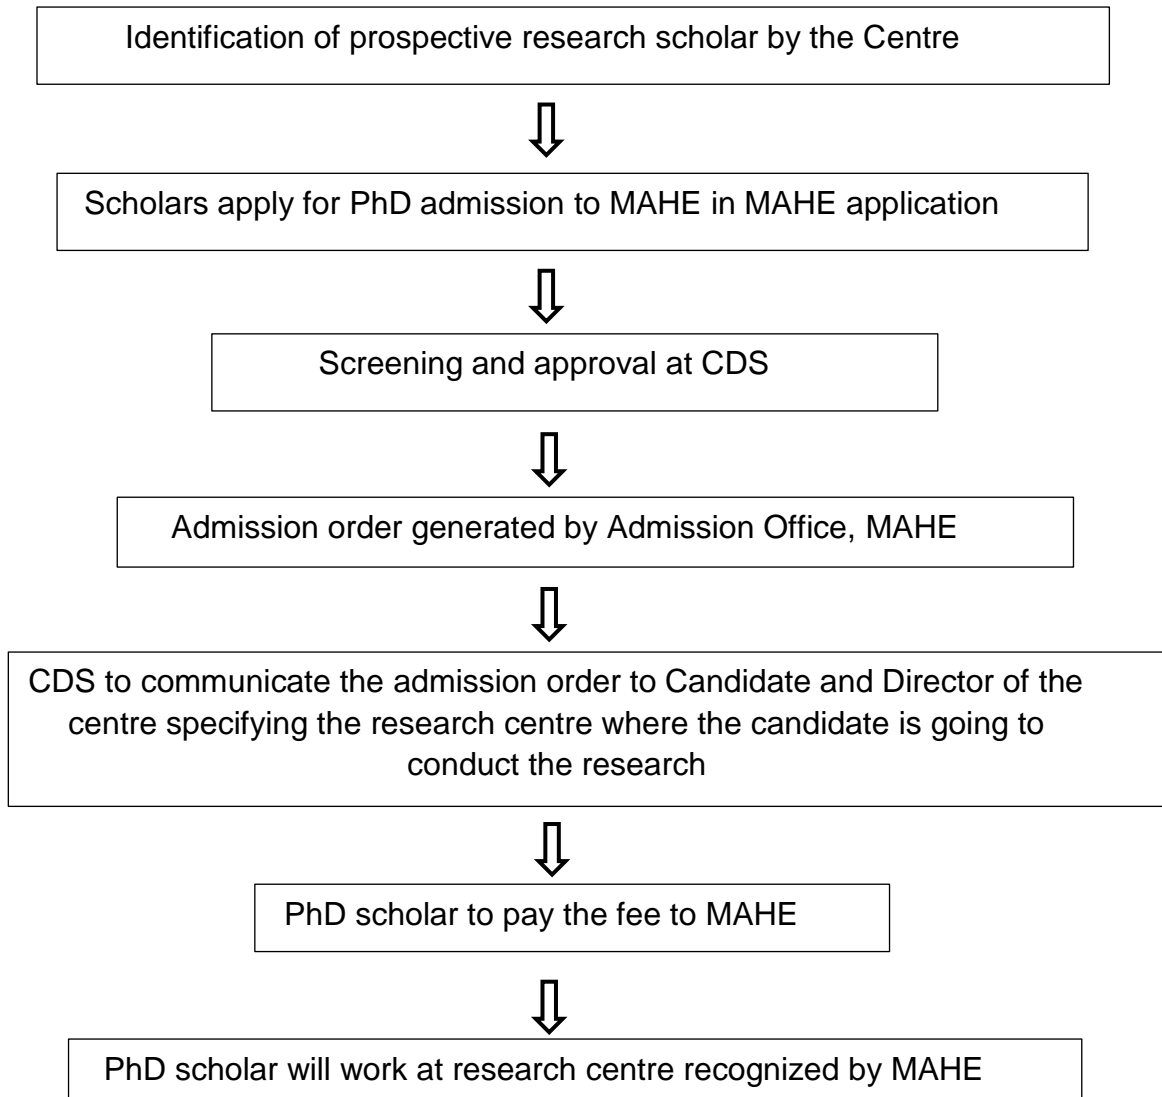 Identification of prospective research scholar by the Centre
Scholars apply for PhD admission to MAHE in MAHE application
Screening and approval at CDS
Admission order generated by Admission Office, MAHE
CDS to communicate the admission order to Candidate and Director of the
centre specifying the research centre where the candidate is going to
conduct the research
PhD scholar to pay the fee to MAHE
PhD scholar will work at research centre recognized by MAHE